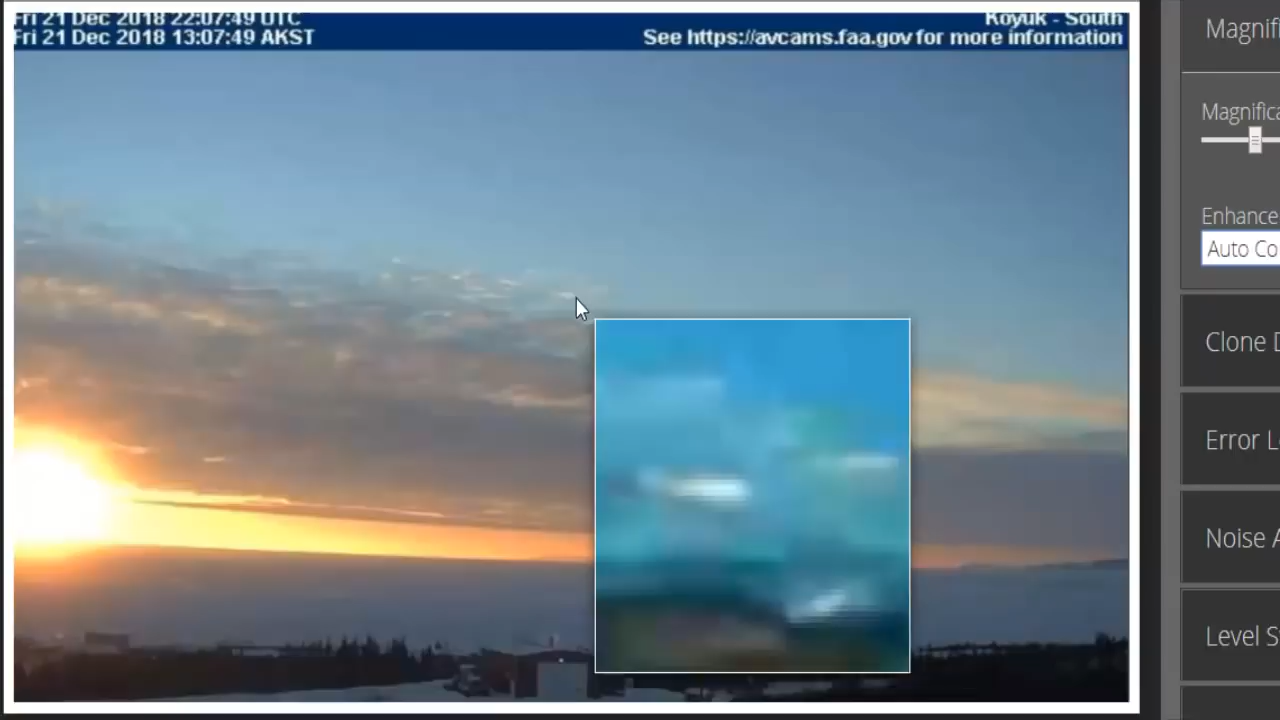 Fri 21 Dec 2018 22:07:49 UTC
Koyuk - South
Fri 21 Dec 2018 13:07:49 AKST
See https://avcams.faa.gov for more information
Magnifi
Magnifica
Enhance
Auto Co
Clone D
Error L
Noise A
Level S